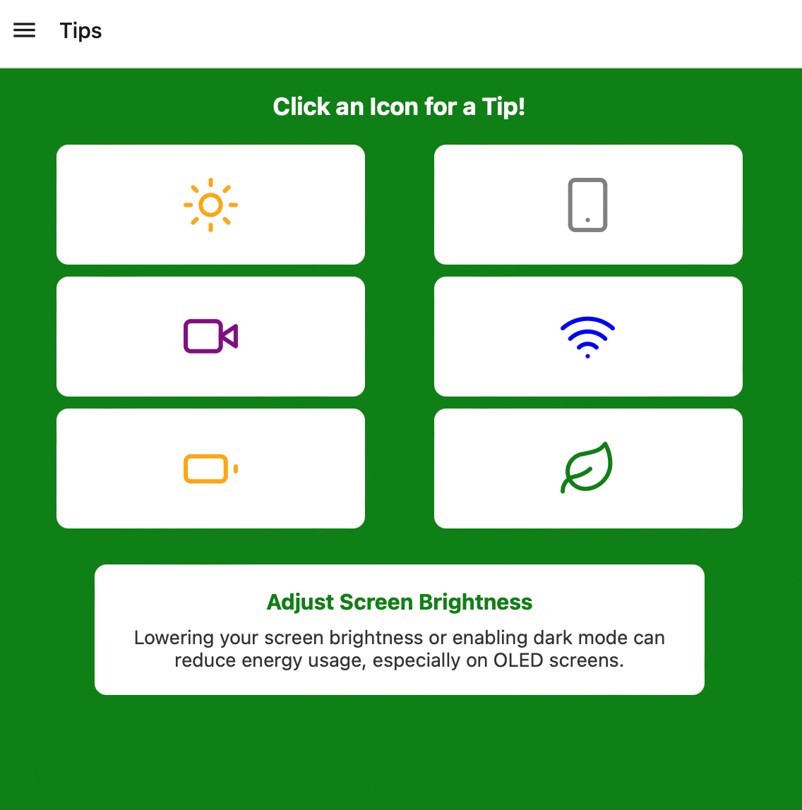 Tips
Click an Icon for a Tip!
Adjust Screen Brightness
Lowering your screen brightness or enabling dark mode can
reduce energy usage, especially on OLED screens.